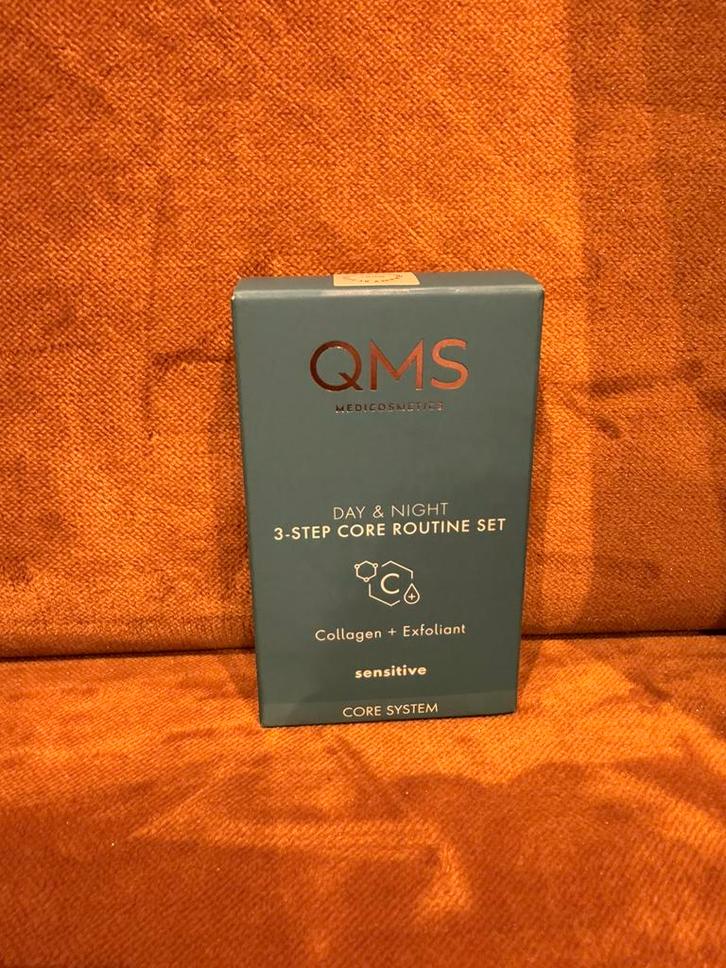 QMS
MEDICOSMETICS
DAY & NIGHT
3-STEP CORE ROUTINE SET
C
+
Collagen + Exfoliant
sensitive
CORE SYSTEM